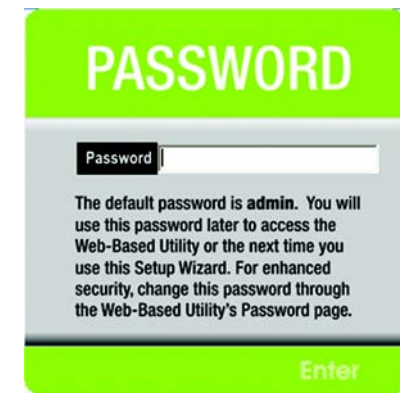 PASSWORD
Password
The default password is admin. You will
use this password later to access the
Web-Based Utility or the next time you
use this Setup Wizard. For enhanced
security, change this password through
the Web-Based Utility's Password page.
Enter